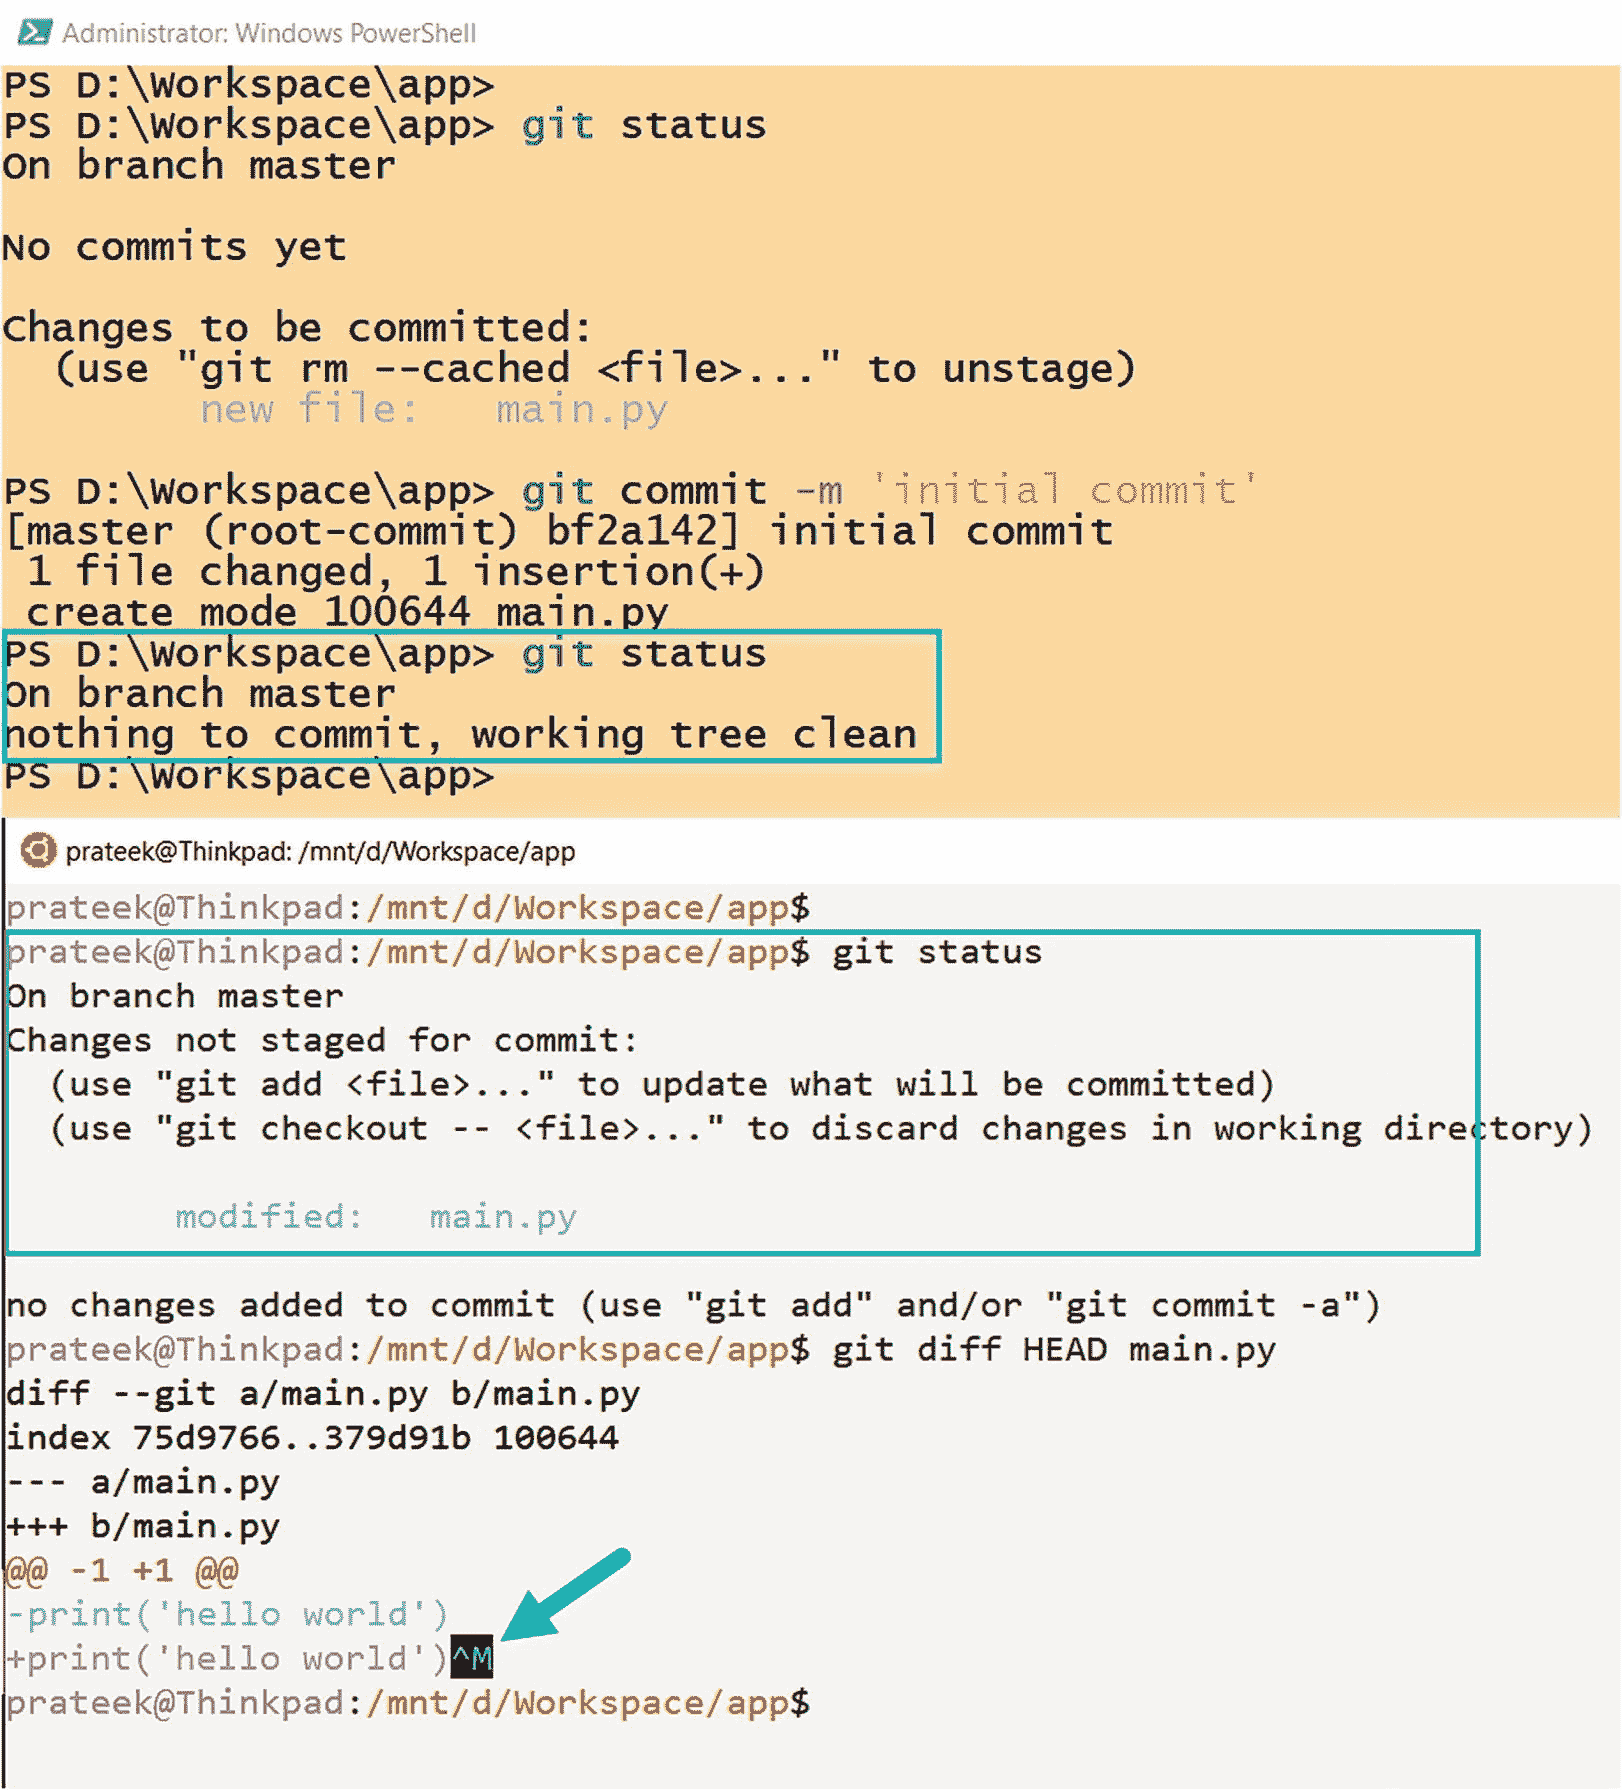 Administrator: Windows PowerShell
PS D:\Workspace\app>
PS D:\Workspace\app> git status
On branch master
No commits yet
Changes to be committed:
  (use "git rm --cached <file>..." to unstage)
        new file:   main.py
PS D:\Workspace\app> git commit -m 'initial commit'
[master (root-commit) bf2a142] initial commit
 1 file changed, 1 insertion(+)
 create mode 100644 main.py
PS D:\Workspace\app> git status
On branch master
nothing to commit, working tree clean
PS D:\Workspace\app>
prateek@Thinkpad: /mnt/d/Workspace/app
prateek@Thinkpad:/mnt/d/Workspace/app$
prateek@Thinkpad:/mnt/d/Workspace/app$ git status
On branch master
Changes not staged for commit:
  (use "git add <file>..." to update what will be committed)
  (use "git checkout -- <file>..." to discard changes in working directory)
        modified:   main.py
no changes added to commit (use "git add" and/or "git commit -a")
prateek@Thinkpad:/mnt/d/Workspace/app$ git diff HEAD main.py
diff --git a/main.py b/main.py
index 75d9766..379d91b 100644
--- a/main.py
+++ b/main.py
@@ -1 +1 @@
-print('hello world')
+print('hello world')^M
prateek@Thinkpad:/mnt/d/Workspace/app$